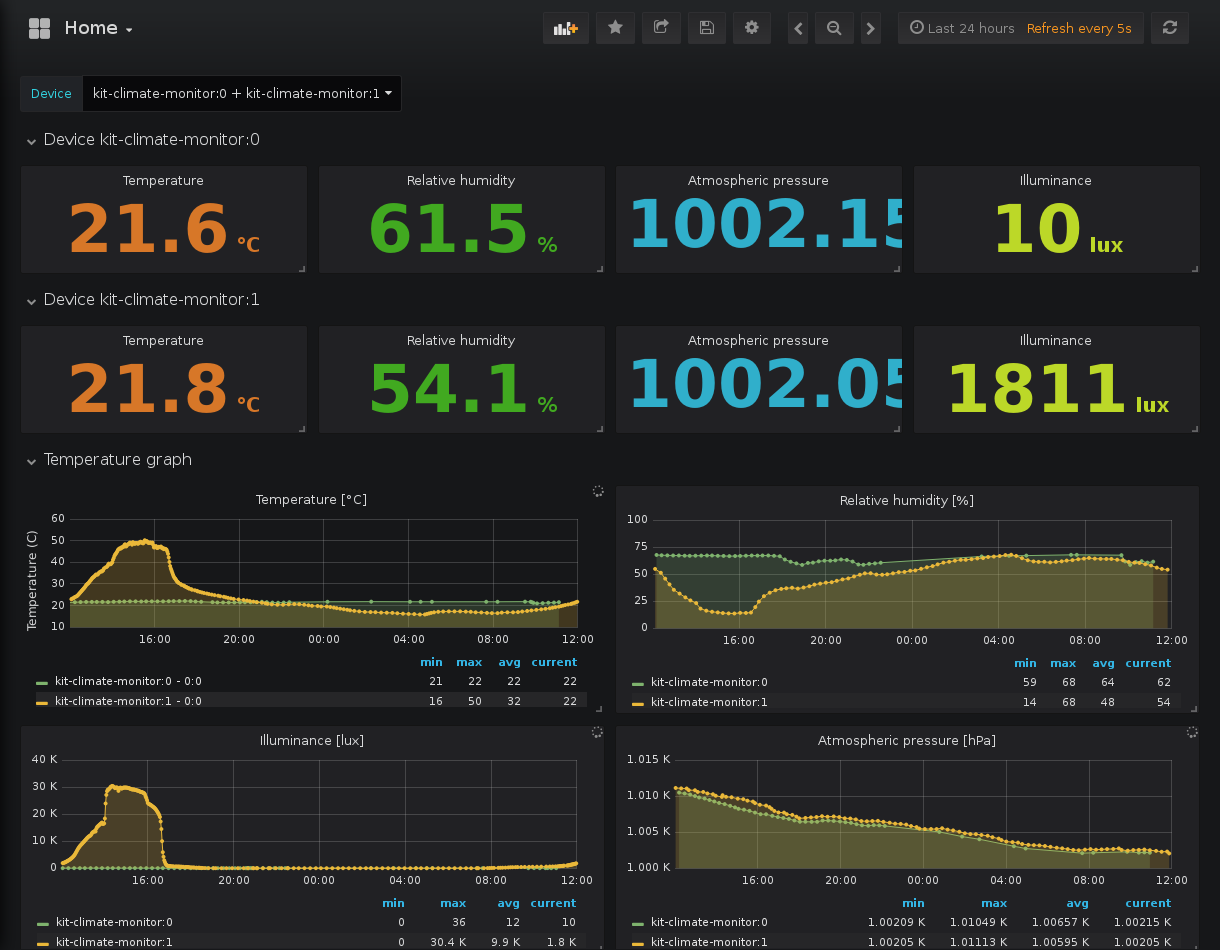 Home
Last 24 hours Refresh every 5s
Device kit-climate-monitor:0 + kit-climate-monitor:1
Device kit-climate-monitor:0
Temperature Relative humidity Atmospheric pressure Illuminance
21.6 °C 61.5 % 1002.15 10 lux
Device kit-climate-monitor:1
Temperature Relative humidity Atmospheric pressure Illuminance
21.8 °C 54.1 % 1002.05 1811 lux
Temperature graph
Temperature [°C]
Temperature (C)
60
50
40
30
20
10
16:00 20:00 00:00 04:00 08:00 12:00
min max avg current
kit-climate-monitor:0 - 0:0 21 22 22 22
kit-climate-monitor:1 - 0:0 16 50 32 22
Relative humidity [%]
100
75
50
25
0
16:00 20:00 00:00 04:00 08:00 12:00
min max avg current
kit-climate-monitor:0 59 68 64 62
kit-climate-monitor:1 14 68 48 54
Illuminance [lux]
40 K
30 K
20 K
10 K
0
16:00 20:00 00:00 04:00 08:00 12:00
min max avg current
kit-climate-monitor:0 0 36 12 10
kit-climate-monitor:1 0 30.4 K 9.9 K 1.8 K
Atmospheric pressure [hPa]
1.015 K
1.010 K
1.005 K
1.000 K
16:00 20:00 00:00 04:00 08:00 12:00
min max avg current
kit-climate-monitor:0 1.00209 K 1.01049 K 1.00657 K 1.00215 K
kit-climate-monitor:1 1.00205 K 1.01113 K 1.00595 K 1.00205 K